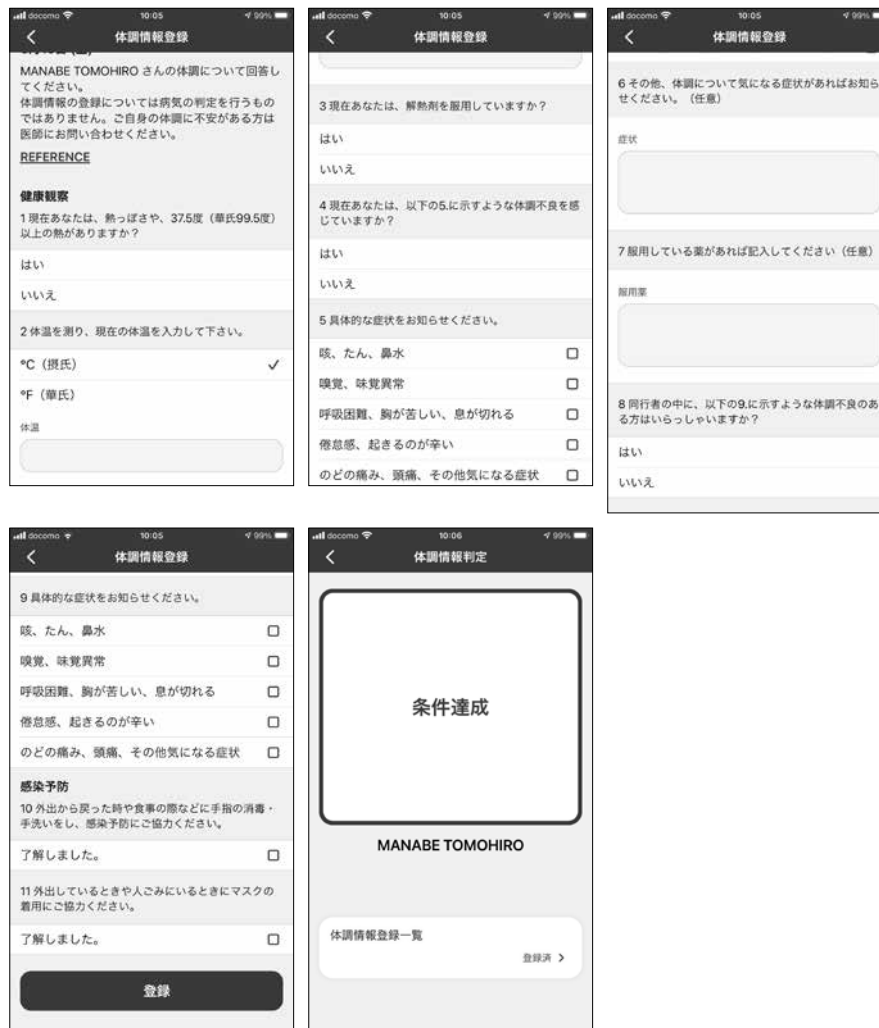 docomo 10:05 99%
体調情報登録
MANABE TOMOHIRO さんの体調について回答し
てください。
体調情報の登録については病気の判定を行うもの
ではありません。ご自身の体調に不安がある方は
医師にお問い合わせください。
REFERENCE
健康観察
1 現在あなたは、熱っぽさや、37.5度（華氏99.5度）
以上の熱がありますか？
はい
いいえ
2 体温を測り、現在の体温を入力して下さい。
°C（摂氏）
°F（華氏）
体温
docomo 10:05 99%
体調情報登録
3 現在あなたは、解熱剤を服用していますか？
はい
いいえ
4 現在あなたは、以下の5.に示すような体調不良を感
じていますか？
はい
いいえ
5 具体的な症状をお知らせください。
咳、たん、鼻水
嗅覚、味覚異常
呼吸困難、胸が苦しい、息が切れる
倦怠感、起きるのが辛い
のどの痛み、頭痛、その他気になる症状
docomo 10:05 99%
体調情報登録
6 その他、体調について気になる症状があればお知ら
せください。（任意）
症状
7 服用している薬があれば記入してください（任意）
服用薬
8 同行者の中に、以下の9.に示すような体調不良のあ
る方はいらっしゃいますか？
はい
いいえ
docomo 10:05 99%
体調情報登録
9 具体的な症状をお知らせください。
咳、たん、鼻水
嗅覚、味覚異常
呼吸困難、胸が苦しい、息が切れる
倦怠感、起きるのが辛い
のどの痛み、頭痛、その他気になる症状
感染予防
10 外出から戻った時や食事の際などに手指の消毒・
手洗いをし、感染予防にご協力ください。
了解しました。
11 外出しているときや人ごみにいるときにマスクの
着用にご協力ください。
了解しました。
登録
docomo 10:06 99%
体調情報判定
条件達成
MANABE TOMOHIRO
体調情報登録一覧
登録済